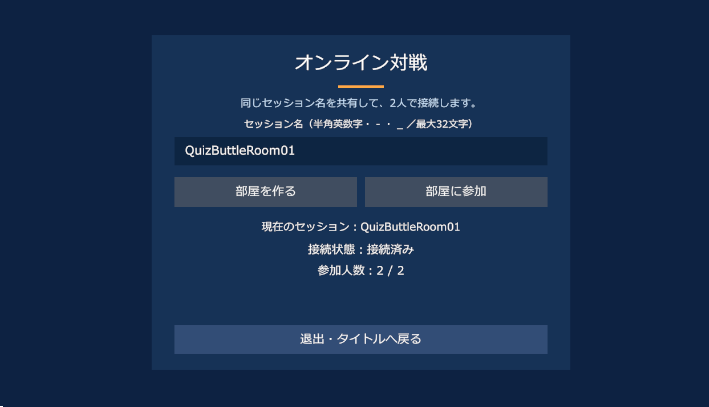 オンライン対戦
同じセッション名を共有して、2人で接続します。
セッション名（半角英数字・-・_／最大32文字）
QuizButtleRoom01
部屋を作る
部屋に参加
現在のセッション：QuizButtleRoom01
接続状態：接続済み
参加人数：2 / 2
退出・タイトルへ戻る